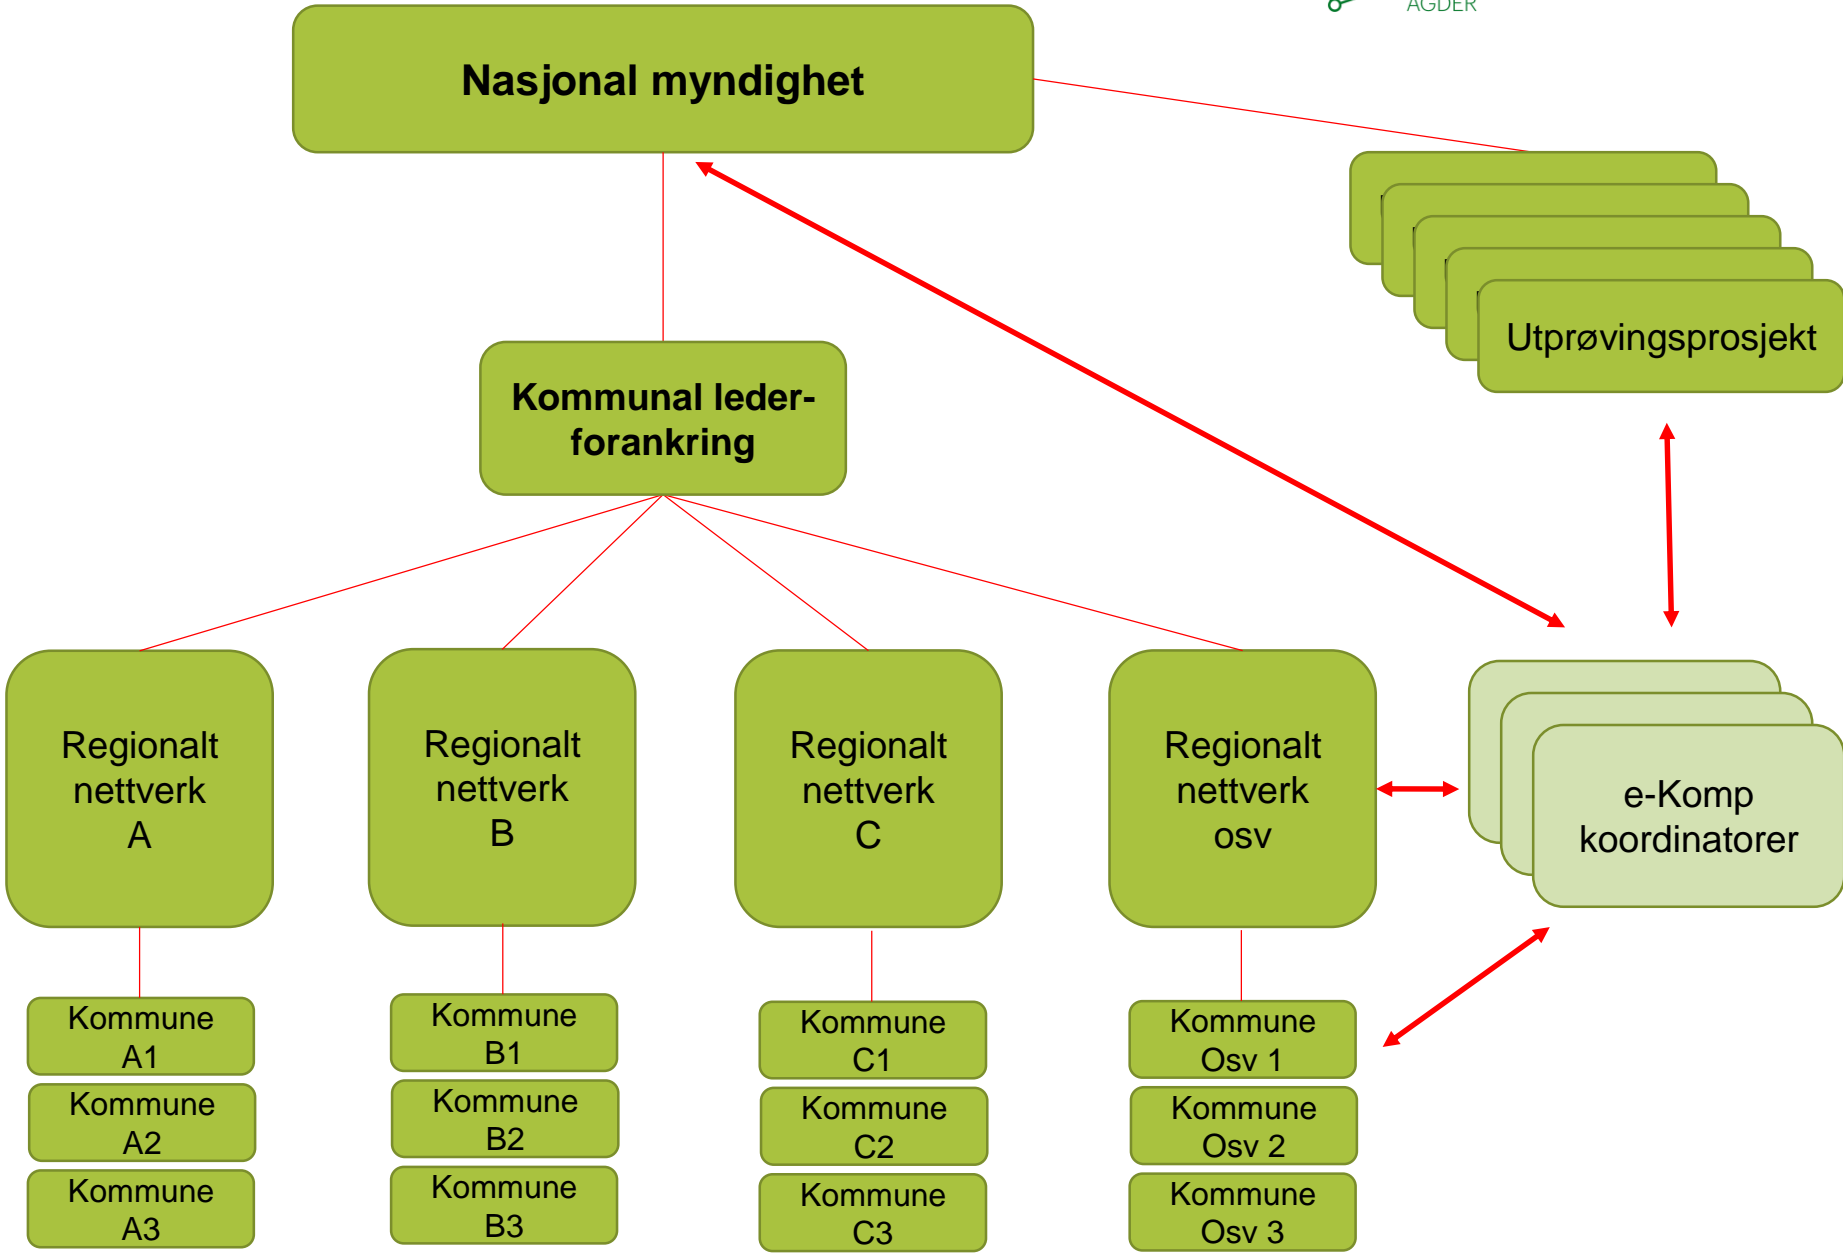 AGDER
Nasjonal myndighet
Utprøvingsprosjekt
Kommunal leder-
forankring
Regionalt
nettverk
A
Regionalt
nettverk
B
Regionalt
nettverk
C
Regionalt
nettverk
osv
e-Komp
koordinatorer
Kommune
A1
Kommune
A2
Kommune
A3
Kommune
B1
Kommune
B2
Kommune
B3
Kommune
C1
Kommune
C2
Kommune
C3
Kommune
Osv 1
Kommune
Osv 2
Kommune
Osv 3